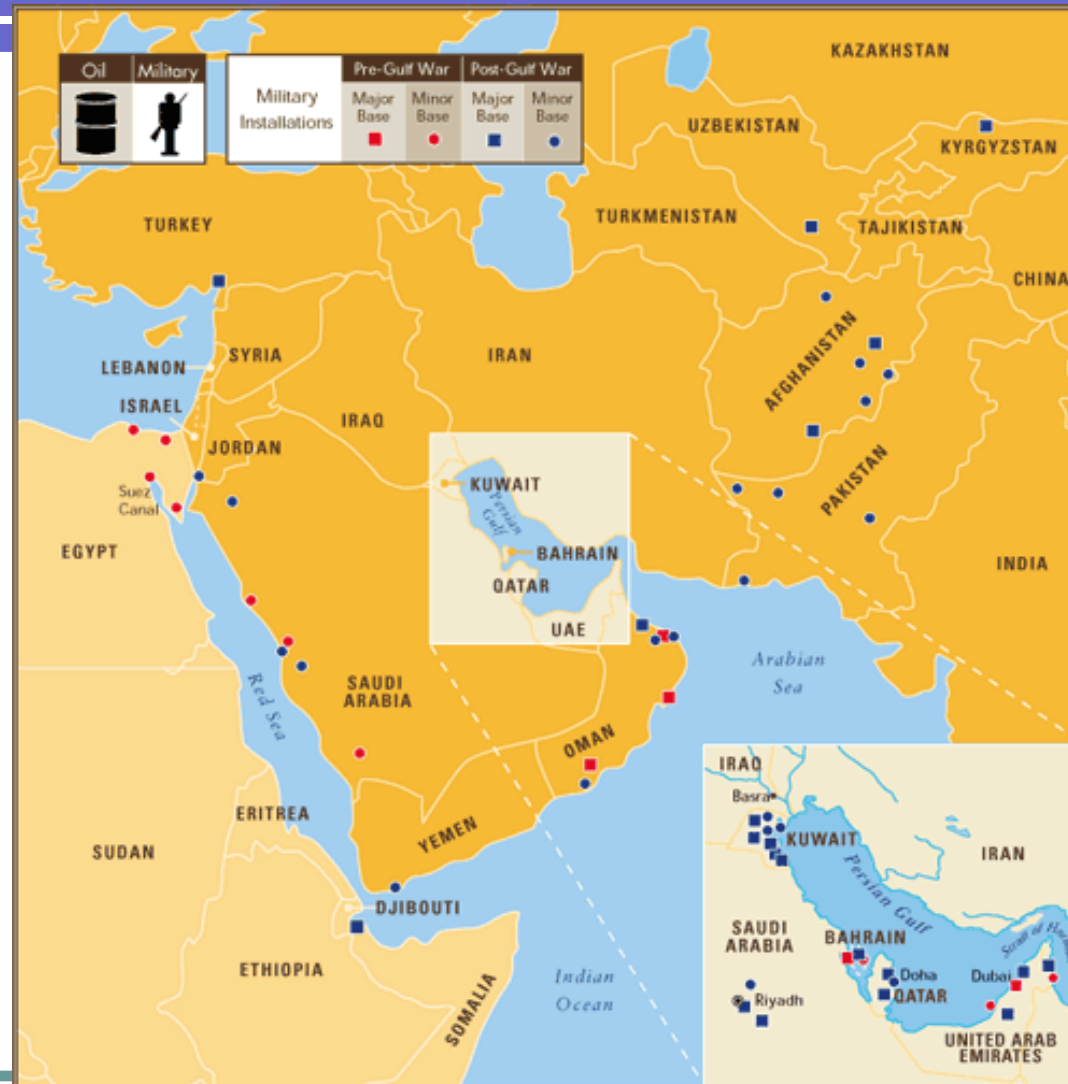 Oil Military
Military
Installations
Pre-Gulf War Post-Gulf War
Major
Base
Minor
Base
Major
Base
Minor
Base
KAZAKHSTAN
UZBEKISTAN
KYRGYZSTAN
TURKEY
TURKMENISTAN
TAJIKISTAN
CHINA
LEBANON
SYRIA
IRAN
AFGHANISTAN
ISRAEL
IRAQ
JORDAN
Suez
Canal
KUWAIT
Persian
Gulf
PAKISTAN
EGYPT
BAHRAIN
QATAR
UAE
INDIA
Red Sea
SAUDI
ARABIA
Arabian
Sea
OMAN
ERITREA
YEMEN
SUDAN
DJIBOUTI
ETHIOPIA
SOMALIA
Indian
Ocean
IRAQ
Basra
KUWAIT
IRAN
Persian Gulf
SAUDI
ARABIA
BAHRAIN
Strait of
Doha
Dubai
QATAR
Riyadh
UNITED ARAB
EMIRATES